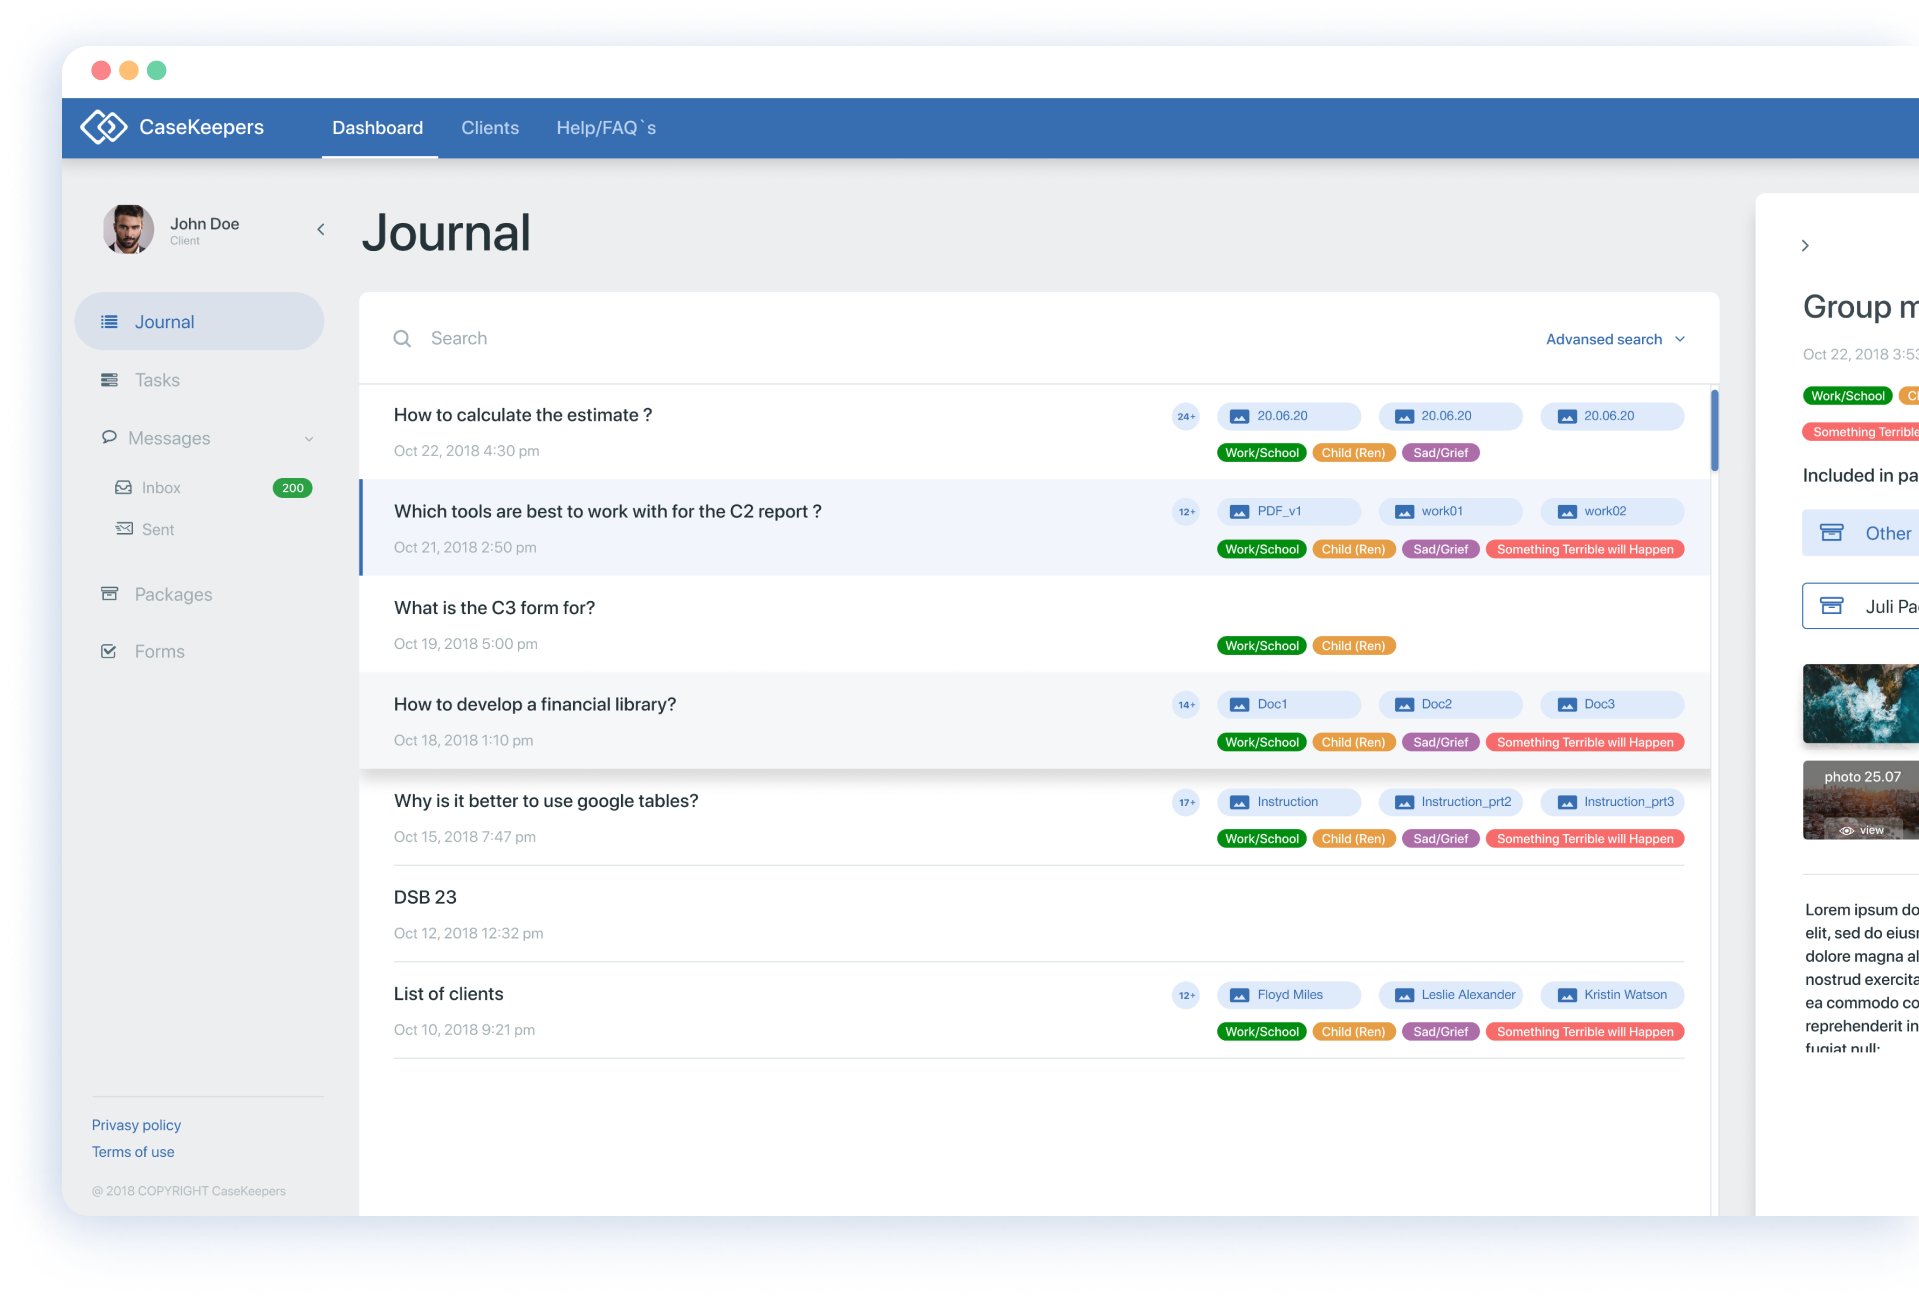 CaseKeepers
Dashboard
Clients
Help/FAQ`s
John Doe
Client
Journal
Tasks
Messages
Inbox
200
Sent
Packages
Forms
Privasy policy
Terms of use
@ 2018 COPYRIGHT CaseKeepers
Journal
Search
Advansed search
How to calculate the estimate ?
24+
20.06.20
20.06.20
20.06.20
Oct 22, 2018 4:30 pm
Work/School
Child (Ren)
Sad/Grief
Which tools are best to work with for the C2 report ?
12+
PDF_v1
work01
work02
Oct 21, 2018 2:50 pm
Work/School
Child (Ren)
Sad/Grief
Something Terrible will Happen
What is the C3 form for?
Oct 19, 2018 5:00 pm
Work/School
Child (Ren)
How to develop a financial library?
14+
Doc1
Doc2
Doc3
Oct 18, 2018 1:10 pm
Work/School
Child (Ren)
Sad/Grief
Something Terrible will Happen
Why is it better to use google tables?
17+
Instruction
Instruction_prt2
Instruction_prt3
Oct 15, 2018 7:47 pm
Work/School
Child (Ren)
Sad/Grief
Something Terrible will Happen
DSB 23
Oct 12, 2018 12:32 pm
List of clients
12+
Floyd Miles
Leslie Alexander
Kristin Watson
Oct 10, 2018 9:21 pm
Work/School
Child (Ren)
Sad/Grief
Something Terrible will Happen
Group m
Oct 22, 2018 3:53
Work/School
C
Something Terrible
Included in pa
Other
Juli Pa
photo 25.07
view
Lorem ipsum do
elit, sed do eius
dolore magna al
nostrud exercita
ea commodo co
reprehenderit in
fugiat null: